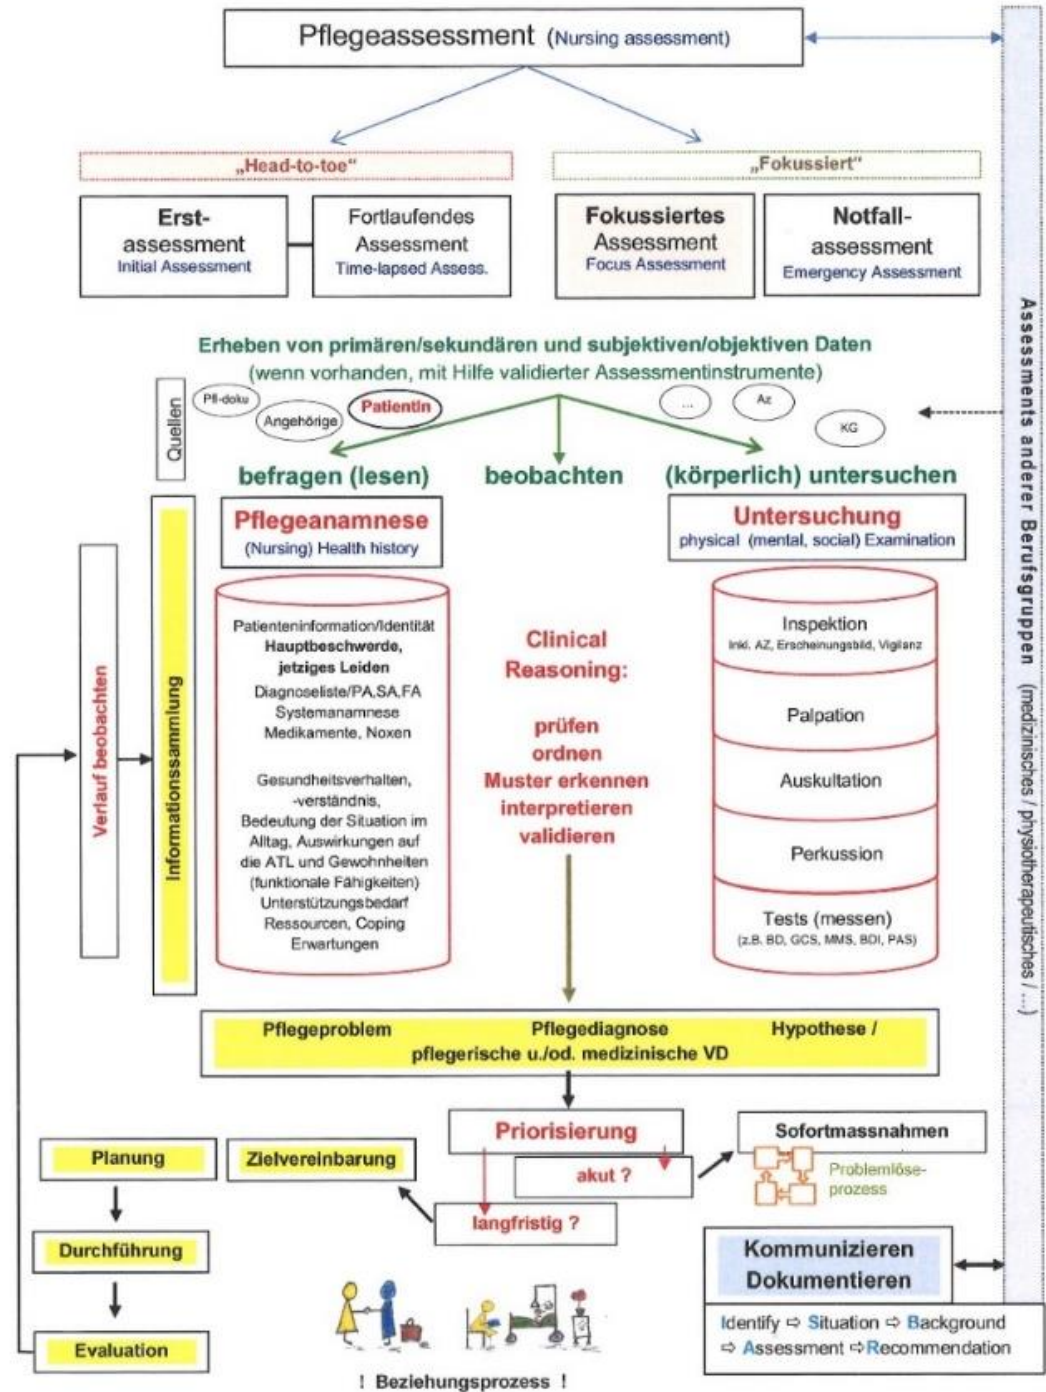 Pflegeassessment (Nursing assessment)
„Head-to-toe“
„Fokussiert“
Erst-
assessment
Initial Assessment
Fortlaufendes
Assessment
Time-lapsed Assess.
Fokussiertes
Assessment
Focus Assessment
Notfall-
assessment
Emergency Assessment
Erheben von primären/sekundären und subjektiven/objektiven Daten
(wenn vorhanden, mit Hilfe validierter Assessmentinstrumente)
Quellen
Pfl-doku
Angehörige
PatientIn
...
Az
KG
befragen (lesen)
beobachten
(körperlich) untersuchen
Pflegeanamnese
(Nursing) Health history
Untersuchung
physical (mental, social) Examination
Verlauf beobachten
Informationssammlung
Patienteninformation/Identität
Hauptbeschwerde,
jetziges Leiden
Diagnoseliste/PA,SA,FA
Systemanamnese
Medikamente, Noxen
Gesundheitsverhalten,
-verständnis,
Bedeutung der Situation im
Alltag, Auswirkungen auf
die ATL und Gewohnheiten
(funktionale Fähigkeiten)
Unterstützungsbedarf
Ressourcen, Coping
Erwartungen
Clinical
Reasoning:
prüfen
ordnen
Muster erkennen
interpretieren
validieren
Inspektion
Inkl. AZ, Erscheinungsbild, Vigilanz
Palpation
Auskultation
Perkussion
Tests (messen)
(z.B. BD, GCS, MMS, BDI, PAS)
Assessments anderer Berufsgruppen (medizinisches / physiotherapeutisches / ...)
Pflegeproblem Pflegediagnose Hypothese /
pflegerische u./od. medizinische VD
Priorisierung
akut ?
langfristig ?
Sofortmassnahmen
Problemlöse-
prozess
Planung
Zielvereinbarung
Durchführung
Evaluation
Kommunizieren
Dokumentieren
Identify ⇨ Situation ⇨ Background
⇨ Assessment ⇨Recommendation
! Beziehungsprozess !